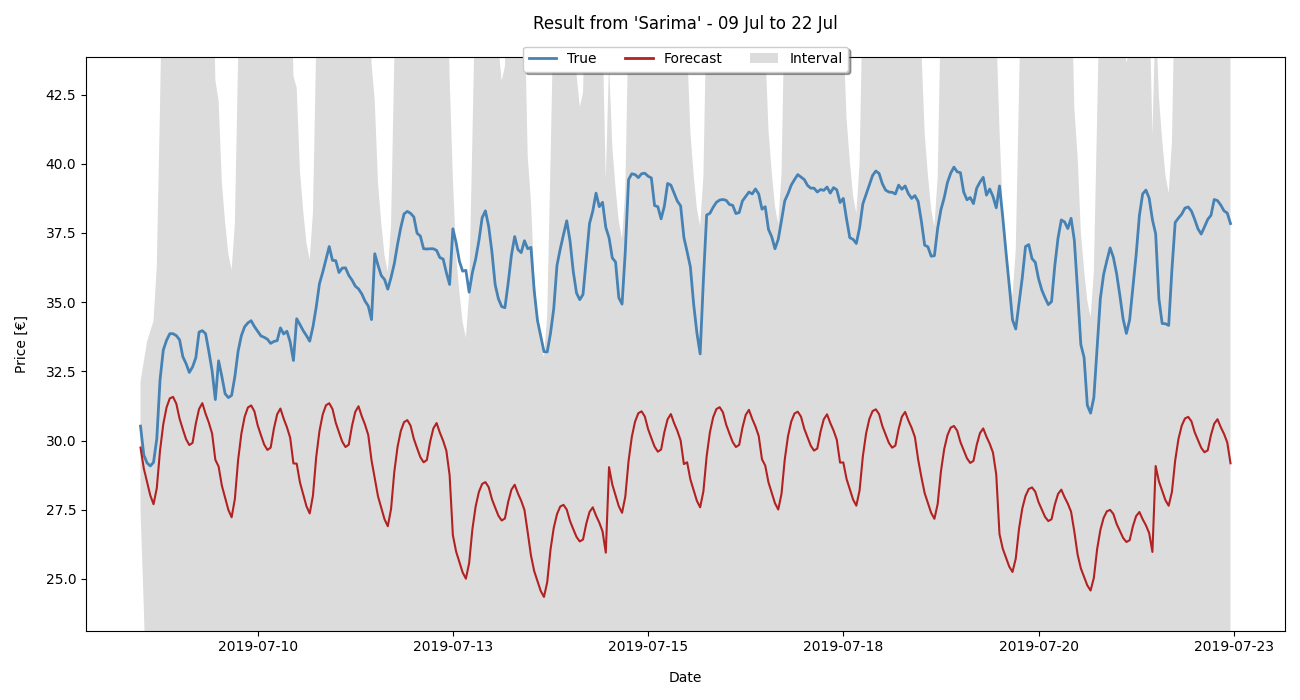 Result from 'Sarima' - 09 Jul to 22 Jul
True Forecast Interval
42.5
40.0
37.5
35.0
32.5
30.0
27.5
25.0
Price [€]
2019-07-10 2019-07-13 2019-07-15 2019-07-18 2019-07-20 2019-07-23
Date